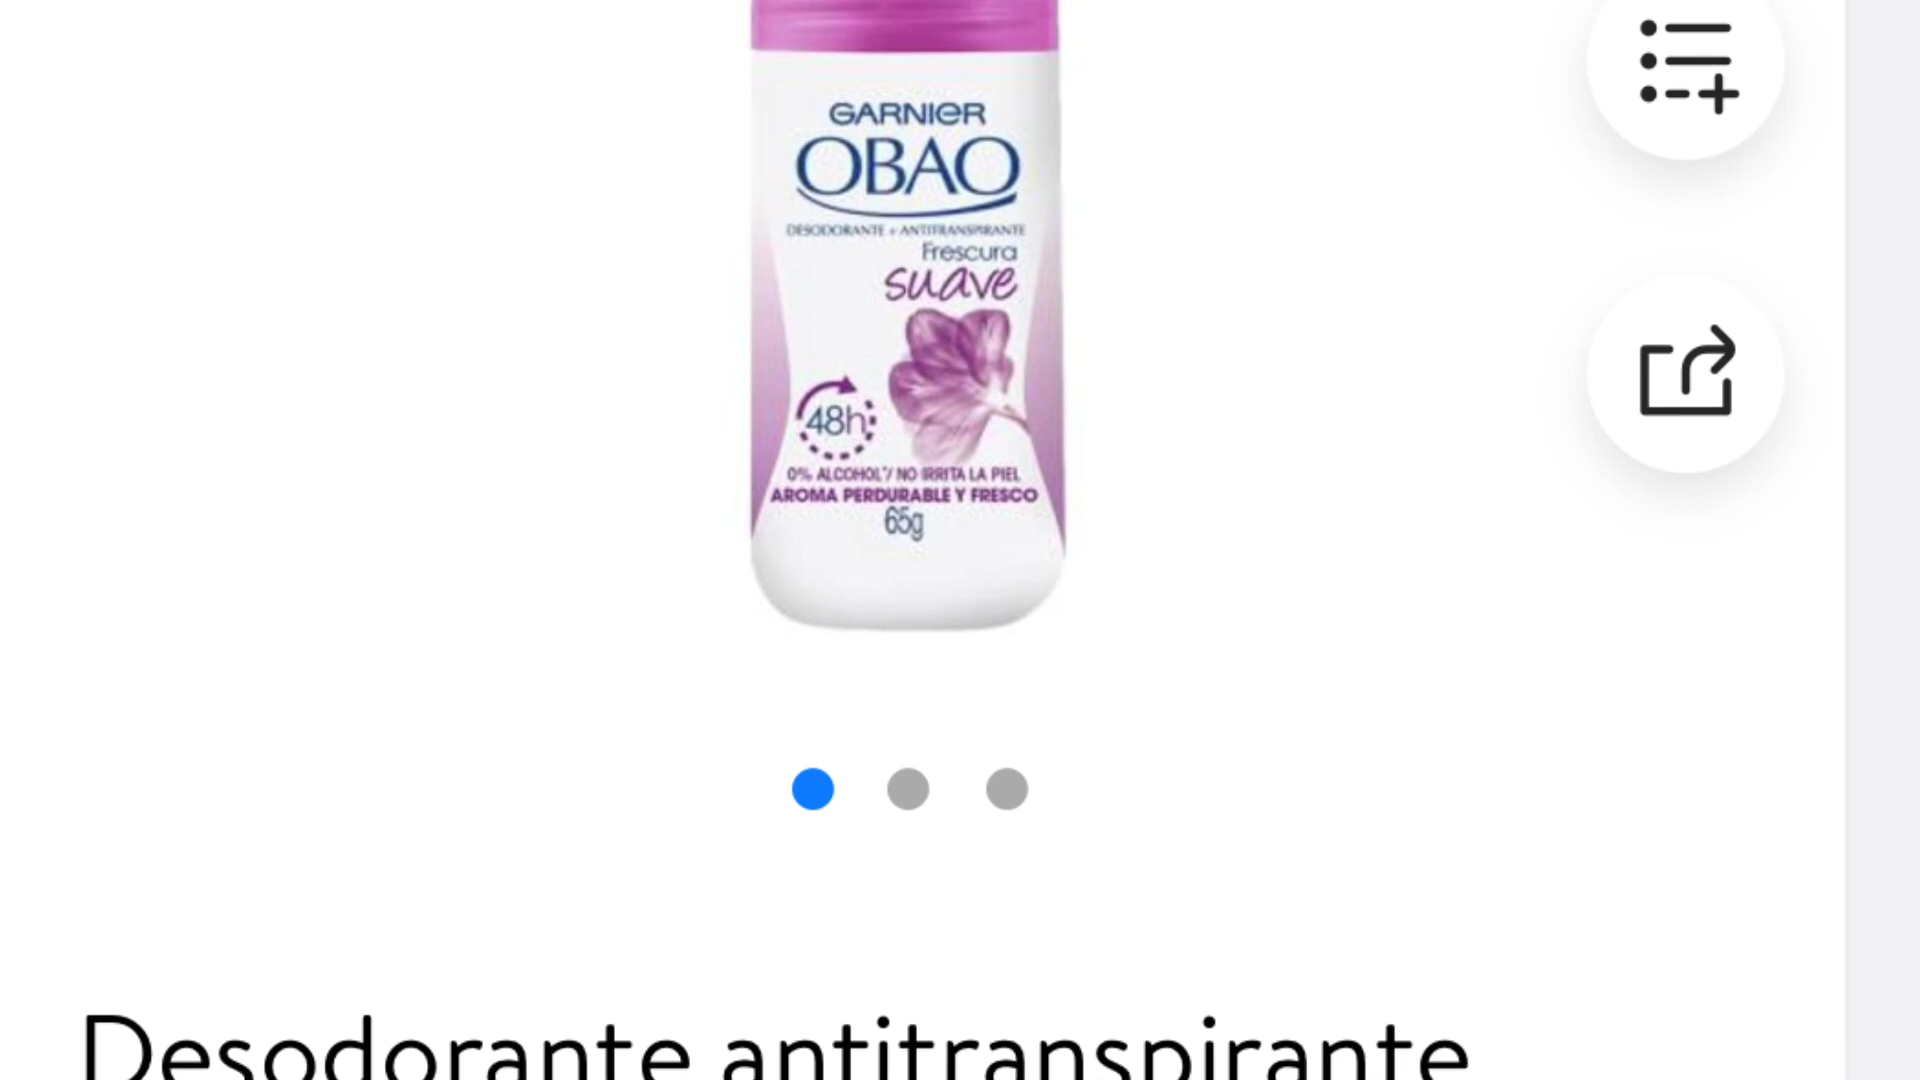 GARNIER
OBAO
DESODORANTE + ANTITRANSPIRANTE
Frescura
suave
48h
0% ALCOHOL*/ NO IRRITA LA PIEL
AROMA PERDURABLE Y FRESCO
65g
Desodorante antitranspirante